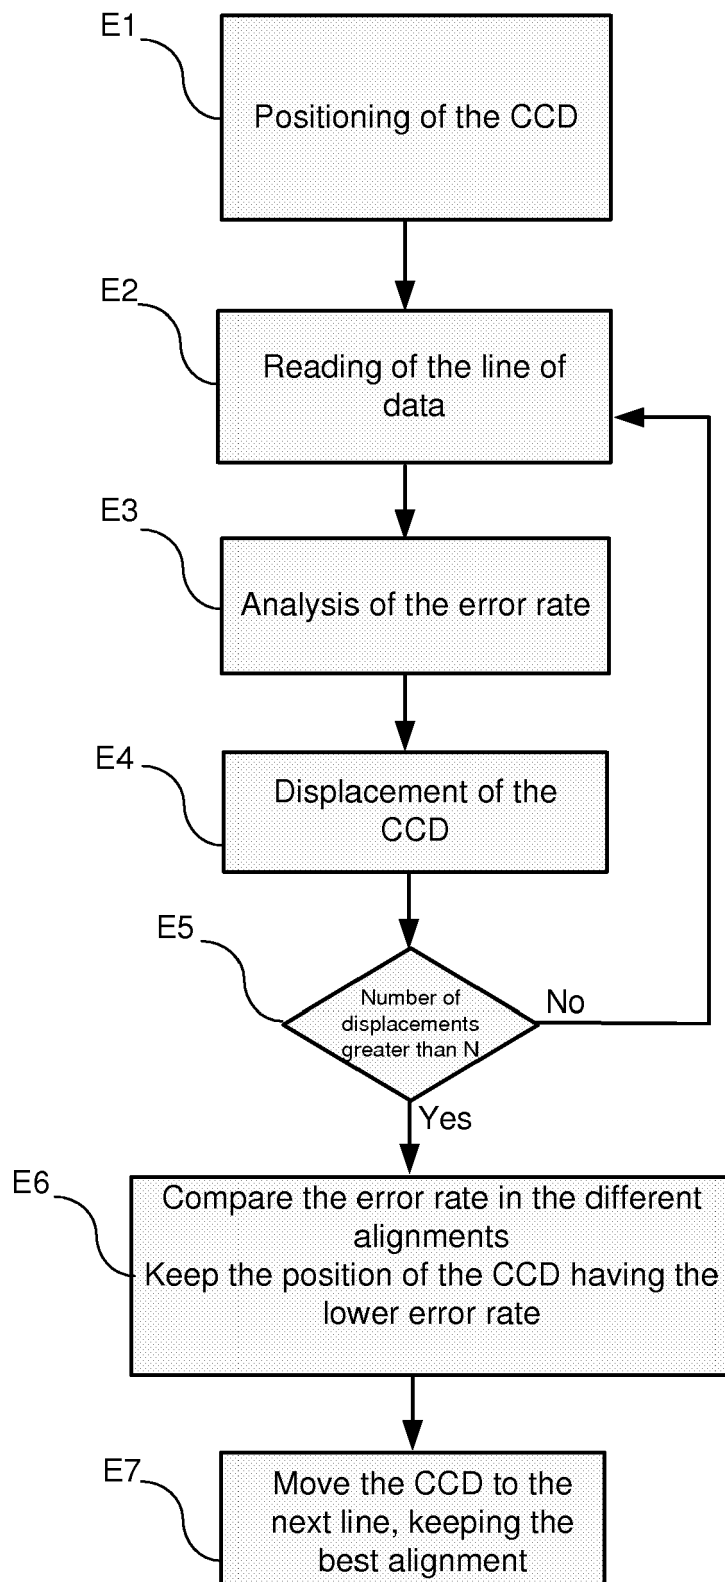 E1
Positioning of the CCD
E2
Reading of the line of
data
E3
Analysis of the error rate
E4
Displacement of the
CCD
E5
Number of
displacements
greater than N
No
Yes
E6
Compare the error rate in the different
alignments
Keep the position of the CCD having the
lower error rate
E7
Move the CCD to the
next line, keeping the
best alignment